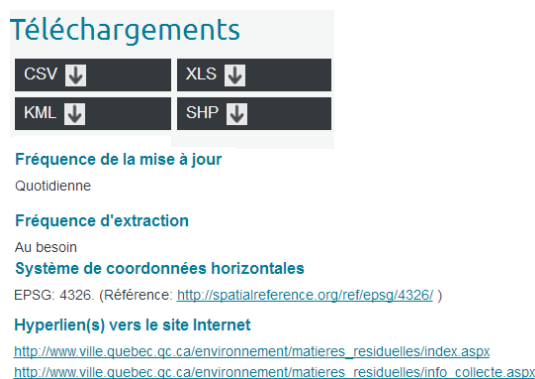 Téléchargements
CSV XLS
KML SHP
Fréquence de la mise à jour
Quotidienne
Fréquence d'extraction
Au besoin
Système de coordonnées horizontales
EPSG: 4326. (Référence: http://spatialreference.org/ref/epsg/4326/ )
Hyperlien(s) vers le site Internet
http://www.ville.quebec.qc.ca/environnement/matieres_residuelles/index.aspx
http://www.ville.quebec.qc.ca/environnement/matieres_residuelles/info_collecte.aspx